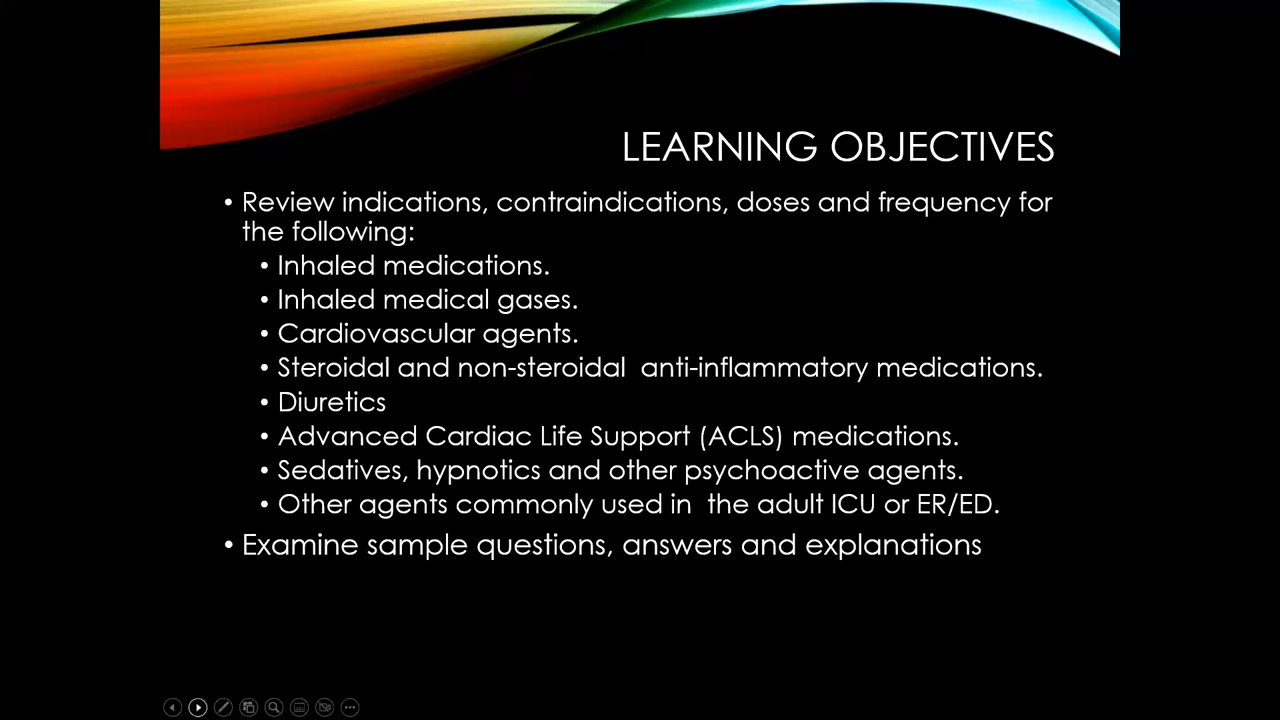 LEARNING OBJECTIVES
• Review indications, contraindications, doses and frequency for
the following:
• Inhaled medications.
• Inhaled medical gases.
• Cardiovascular agents.
• Steroidal and non-steroidal  anti-inflammatory medications.
• Diuretics
• Advanced Cardiac Life Support (ACLS) medications.
• Sedatives, hypnotics and other psychoactive agents.
• Other agents commonly used in  the adult ICU or ER/ED.
• Examine sample questions, answers and explanations